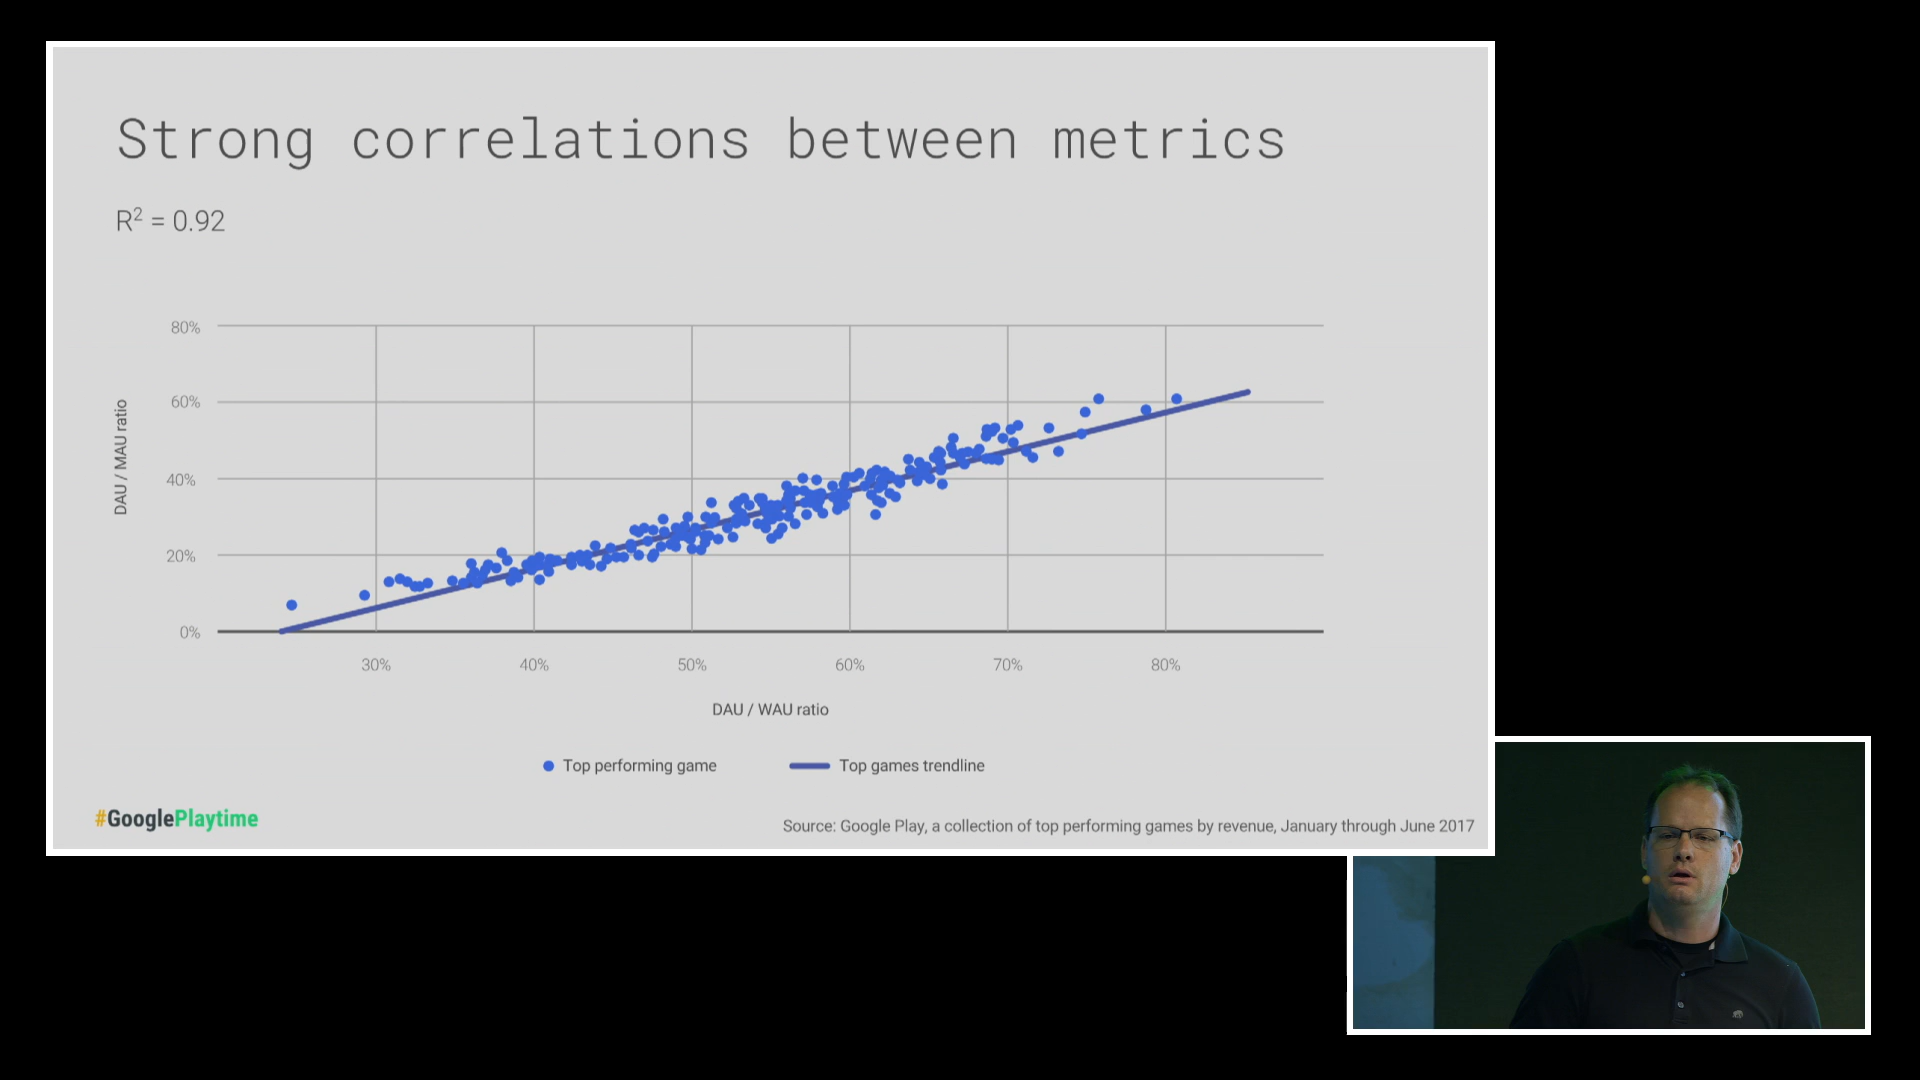 Strong correlations between metrics
R² = 0.92
80%
60%
40%
20%
0%
DAU / MAU ratio
30% 40% 50% 60% 70% 80%
DAU / WAU ratio
Top performing game Top games trendline
#GooglePlaytime
Source: Google Play, a collection of top performing games by revenue, January through June 2017